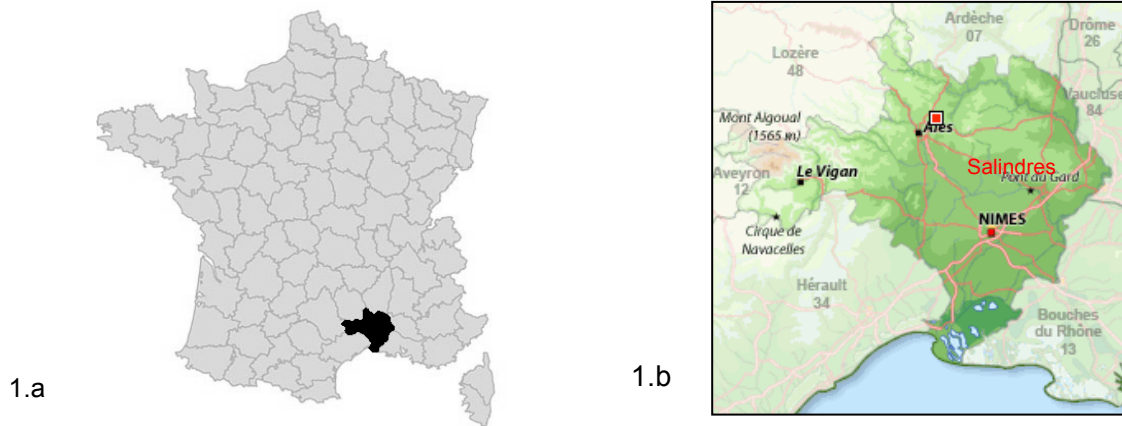 Ardèche
07
Drôme
26
Lozère
48
Vaucluse
84
Mont Aigoual
(1565 m)
Alès
Aveyron
12
Le Vigan
Salindres
Pont du Gard
Cirque de
Navacelles
NIMES
Hérault
34
Bouches
du Rhône
13
1.a
1.b